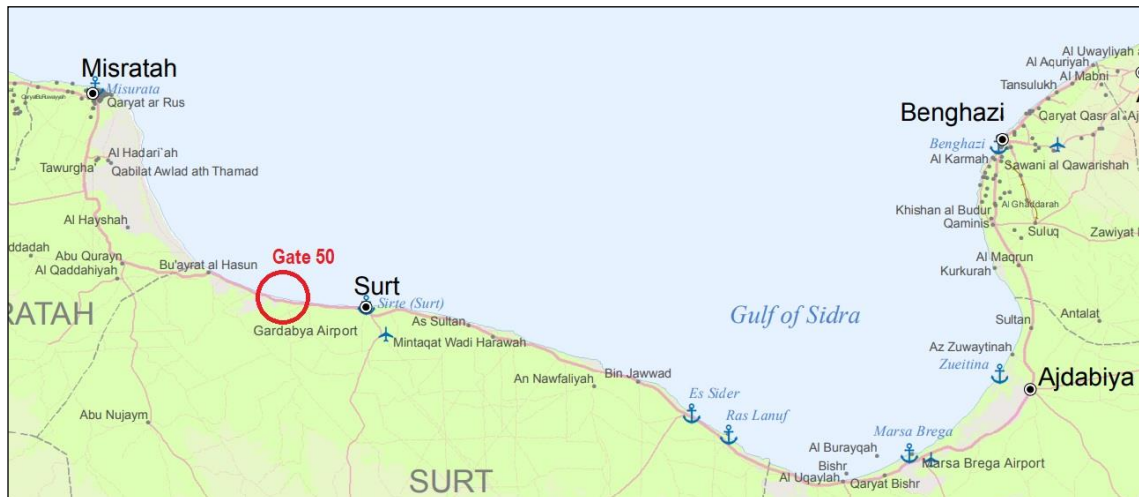 Misratah
Misurata
Qaryat ar Rus
Al Hadari`ah
Tawurgha'
Qabilat Awlad ath Thamad
Al Hayshah
Abu Qurayn
Al Qaddahiyah
Bu'ayrat al Hasun
Gate 50
Surt
Sirte (Surt)
Gardabya Airport
As Sultan
Mintaqat Wadi Harawah
RATAH
Abu Nujaym
An Nawfaliyah
Bin Jawwad
SURT
Es Sider
Ras Lanuf
Gulf of Sidra
Al Uwayliyah a
Al Aquriyah
Al Mabni
Tansulukh
Qaryat Qasr al `Aj
Benghazi
Benghazi
Al Karmah
Sawani al Qawarishah
Khishan al Budur
Al Ghaddarah
Qaminis
Suluq
Zawiyat
Al Maqrun
Kurkurah
Sultan
Antalat
Az Zuwaytinah
Zueitina
Ajdabiya
Marsa Brega
Al Burayqah
Marsa Brega Airport
Bishr
Al Uqaylah
Qaryat Bishr